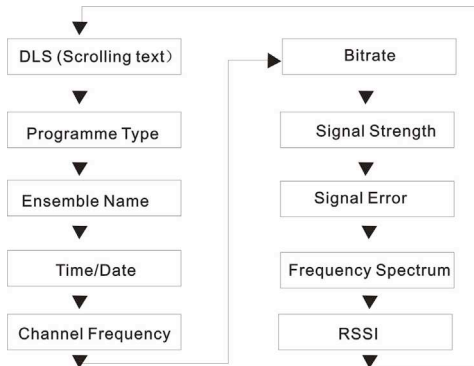 DLS (Scrolling text)
Programme Type
Ensemble Name
Time/Date
Channel Frequency
Bitrate
Signal Strength
Signal Error
Frequency Spectrum
RSSI